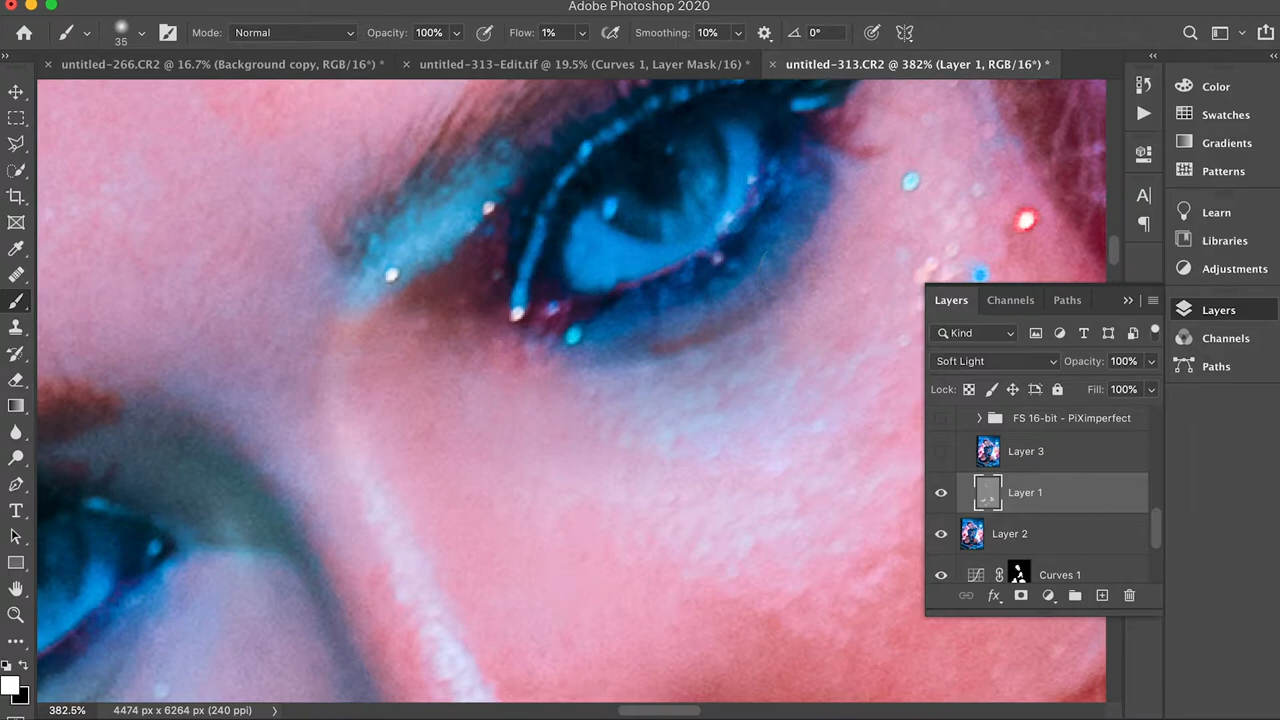 Adobe Photoshop 2020
35 Mode: Normal Opacity: 100% Flow: 1% Smoothing: 10% 0°
untitled-266.CR2 @ 16.7% (Background copy, RGB/16) * untitled-313-Edit.tif @ 19.5% (Curves 1, Layer Mask/16) * untitled-313.CR2 @ 382% (Layer 1, RGB/16*) *
Color
Swatches
Gradients
Patterns
Learn
Libraries
Adjustments
Layers
Channels
Paths
Layers Channels Paths
Kind
Soft Light Opacity: 100%
Lock: Fill: 100%
FS 16-bit - PiXimperfect
Layer 3
Layer 1
Layer 2
Curves 1
382.5% 4474 px x 6264 px (240 ppi)